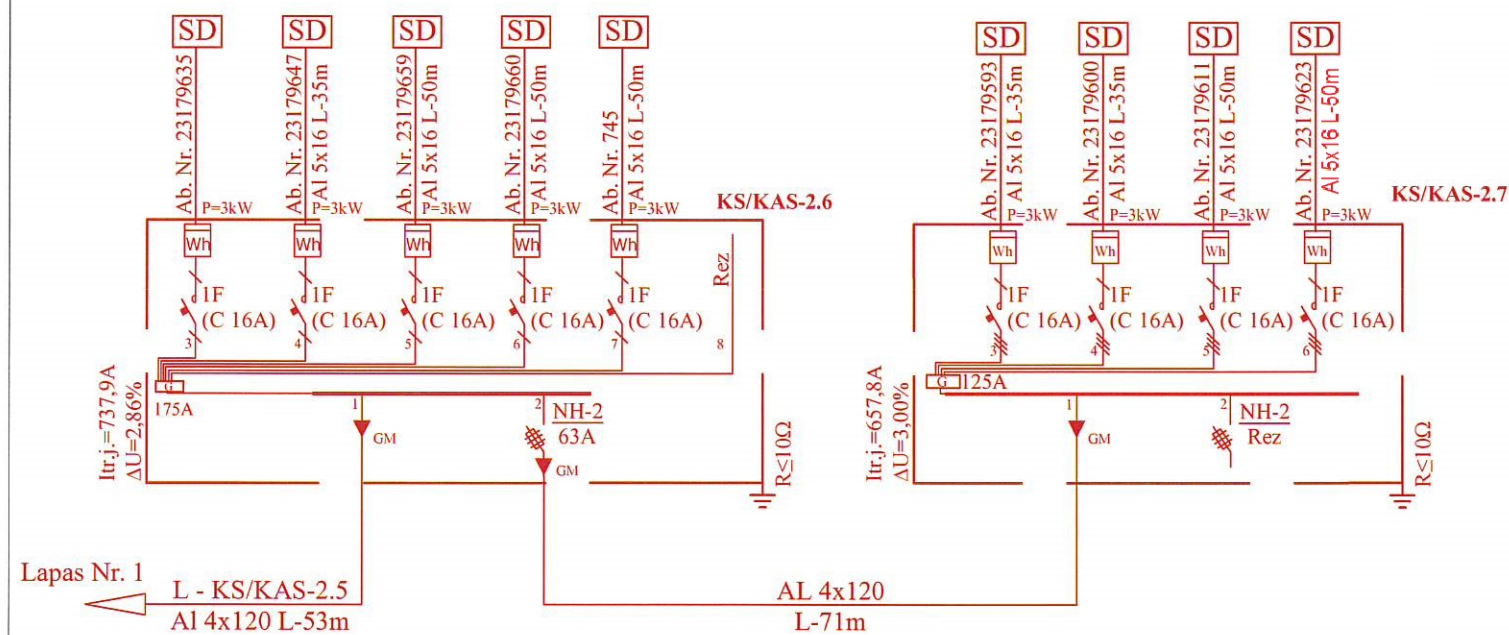 SD SD SD SD SD SD SD SD SD
Ab. Nr. 23179635
Ab. Nr. 23179647
Al 5x16 L-35m
Ab. Nr. 23179659
Al 5x16 L-50m
Ab. Nr. 23179660
Al 5x16 L-50m
Ab. Nr. 745
Al 5x16 L-50m
P=3kW P=3kW P=3kW P=3kW P=3kW
KS/KAS-2.6
Wh Wh Wh Wh Wh
Rez
1F 1F 1F 1F 1F
(C 16A) (C 16A) (C 16A) (C 16A) (C 16A)
3 4 5 6 7 8
G
175A
1 2
NH-2
63A
GM
GM
Itr.j.=737,9A
ΔU=2,86%
R≤10Ω
Ab. Nr. 23179593
Al 5x16 L-35m
Ab. Nr. 23179600
Al 5x16 L-35m
Ab. Nr. 23179611
Al 5x16 L-50m
Ab. Nr. 23179623
Al 5x16 L-50m
P=3kW P=3kW P=3kW P=3kW
KS/KAS-2.7
Wh Wh Wh Wh
1F 1F 1F 1F
(C 16A) (C 16A) (C 16A) (C 16A)
3 4 5 6
G
125A
1 2
NH-2
Rez
GM
Itr.j.=657,8A
ΔU=3,00%
R≤10Ω
Lapas Nr. 1
L - KS/KAS-2.5
Al 4x120 L-53m
AL 4x120
L-71m